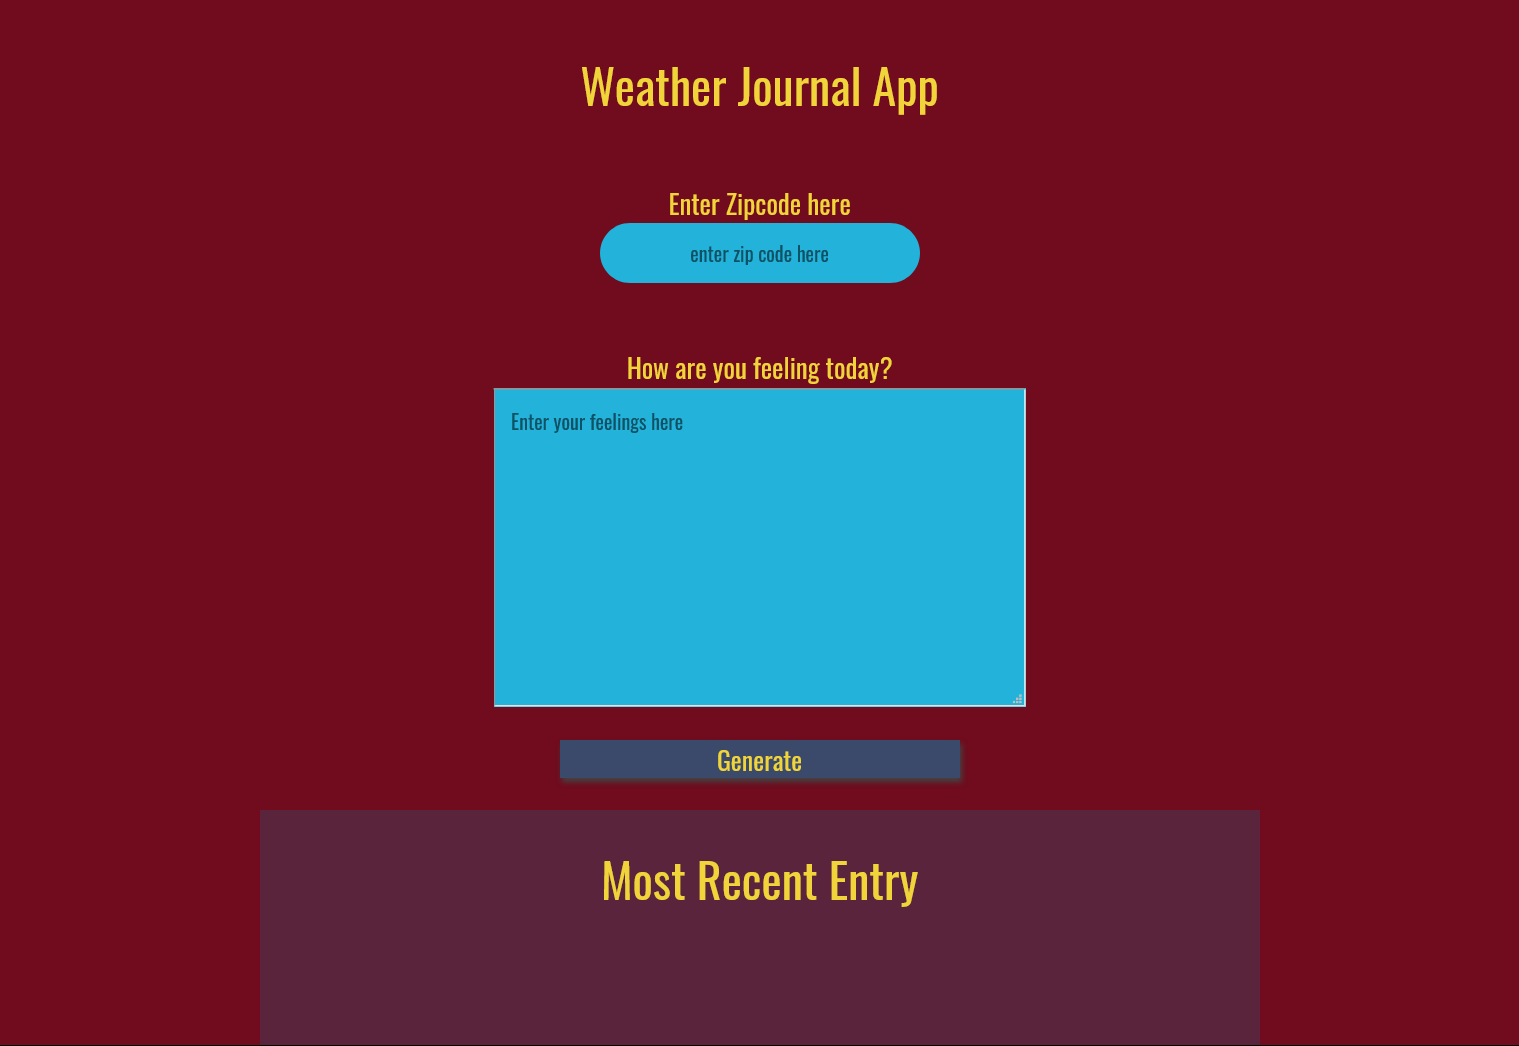 Weather Journal App
Enter Zipcode here
enter zip code here
How are you feeling today?
Enter your feelings here
Generate
Most Recent Entry